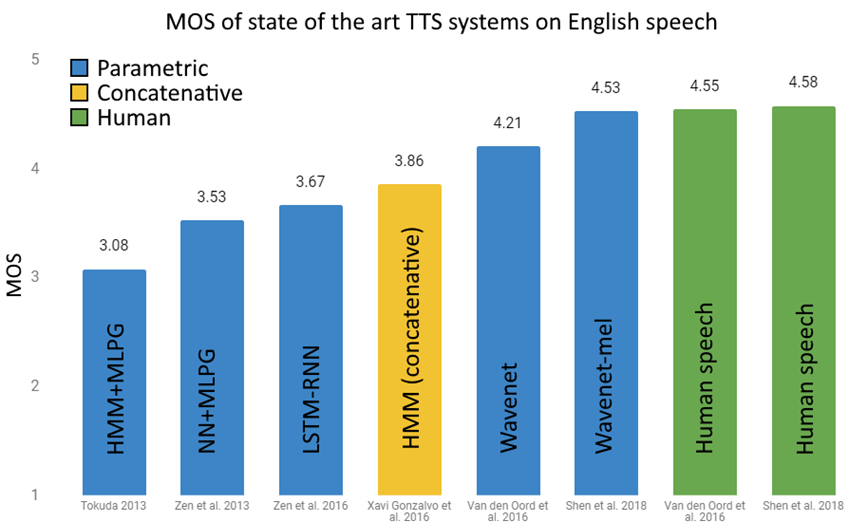 MOS of state of the art TTS systems on English speech
5
4
3
2
1
MOS
Parametric
Concatenative
Human
3.08
3.53
3.67
3.86
4.21
4.53
4.55
4.58
HMM+MLPG
NN+MLPG
LSTM-RNN
HMM (concatenative)
Wavenet
Wavenet-mel
Human speech
Human speech
Tokuda 2013
Zen et al. 2013
Zen et al. 2016
Xavi Gonzalvo et
al. 2016
Van den Oord et
al. 2016
Shen et al. 2018
Van den Oord et
al. 2016
Shen et al. 2018